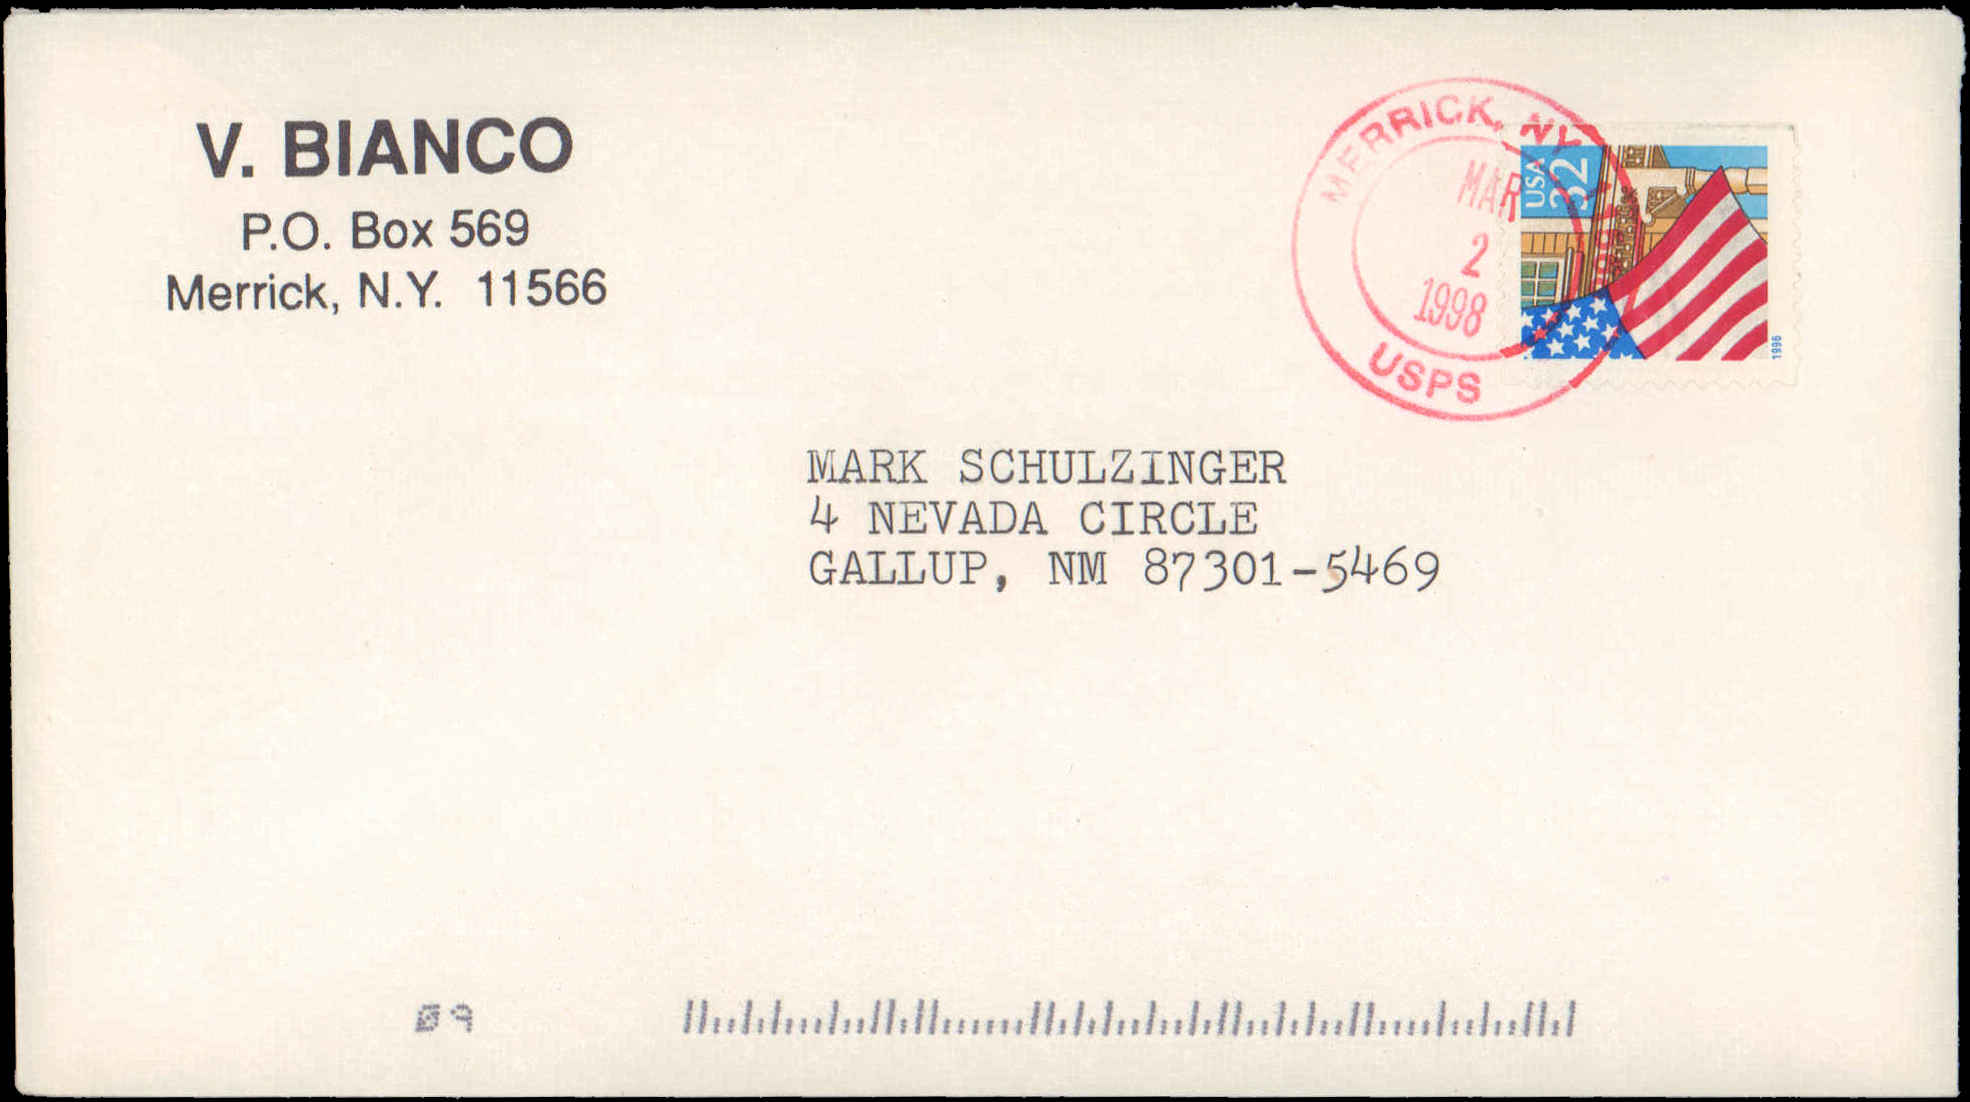 V. BIANCO
P.O. Box 569
Merrick, N.Y. 11566
MERRICK, NY
MAR
2
1998
USPS
USA
32
1996
MARK SCHULZINGER
4 NEVADA CIRCLE
GALLUP, NM 87301-5469
09